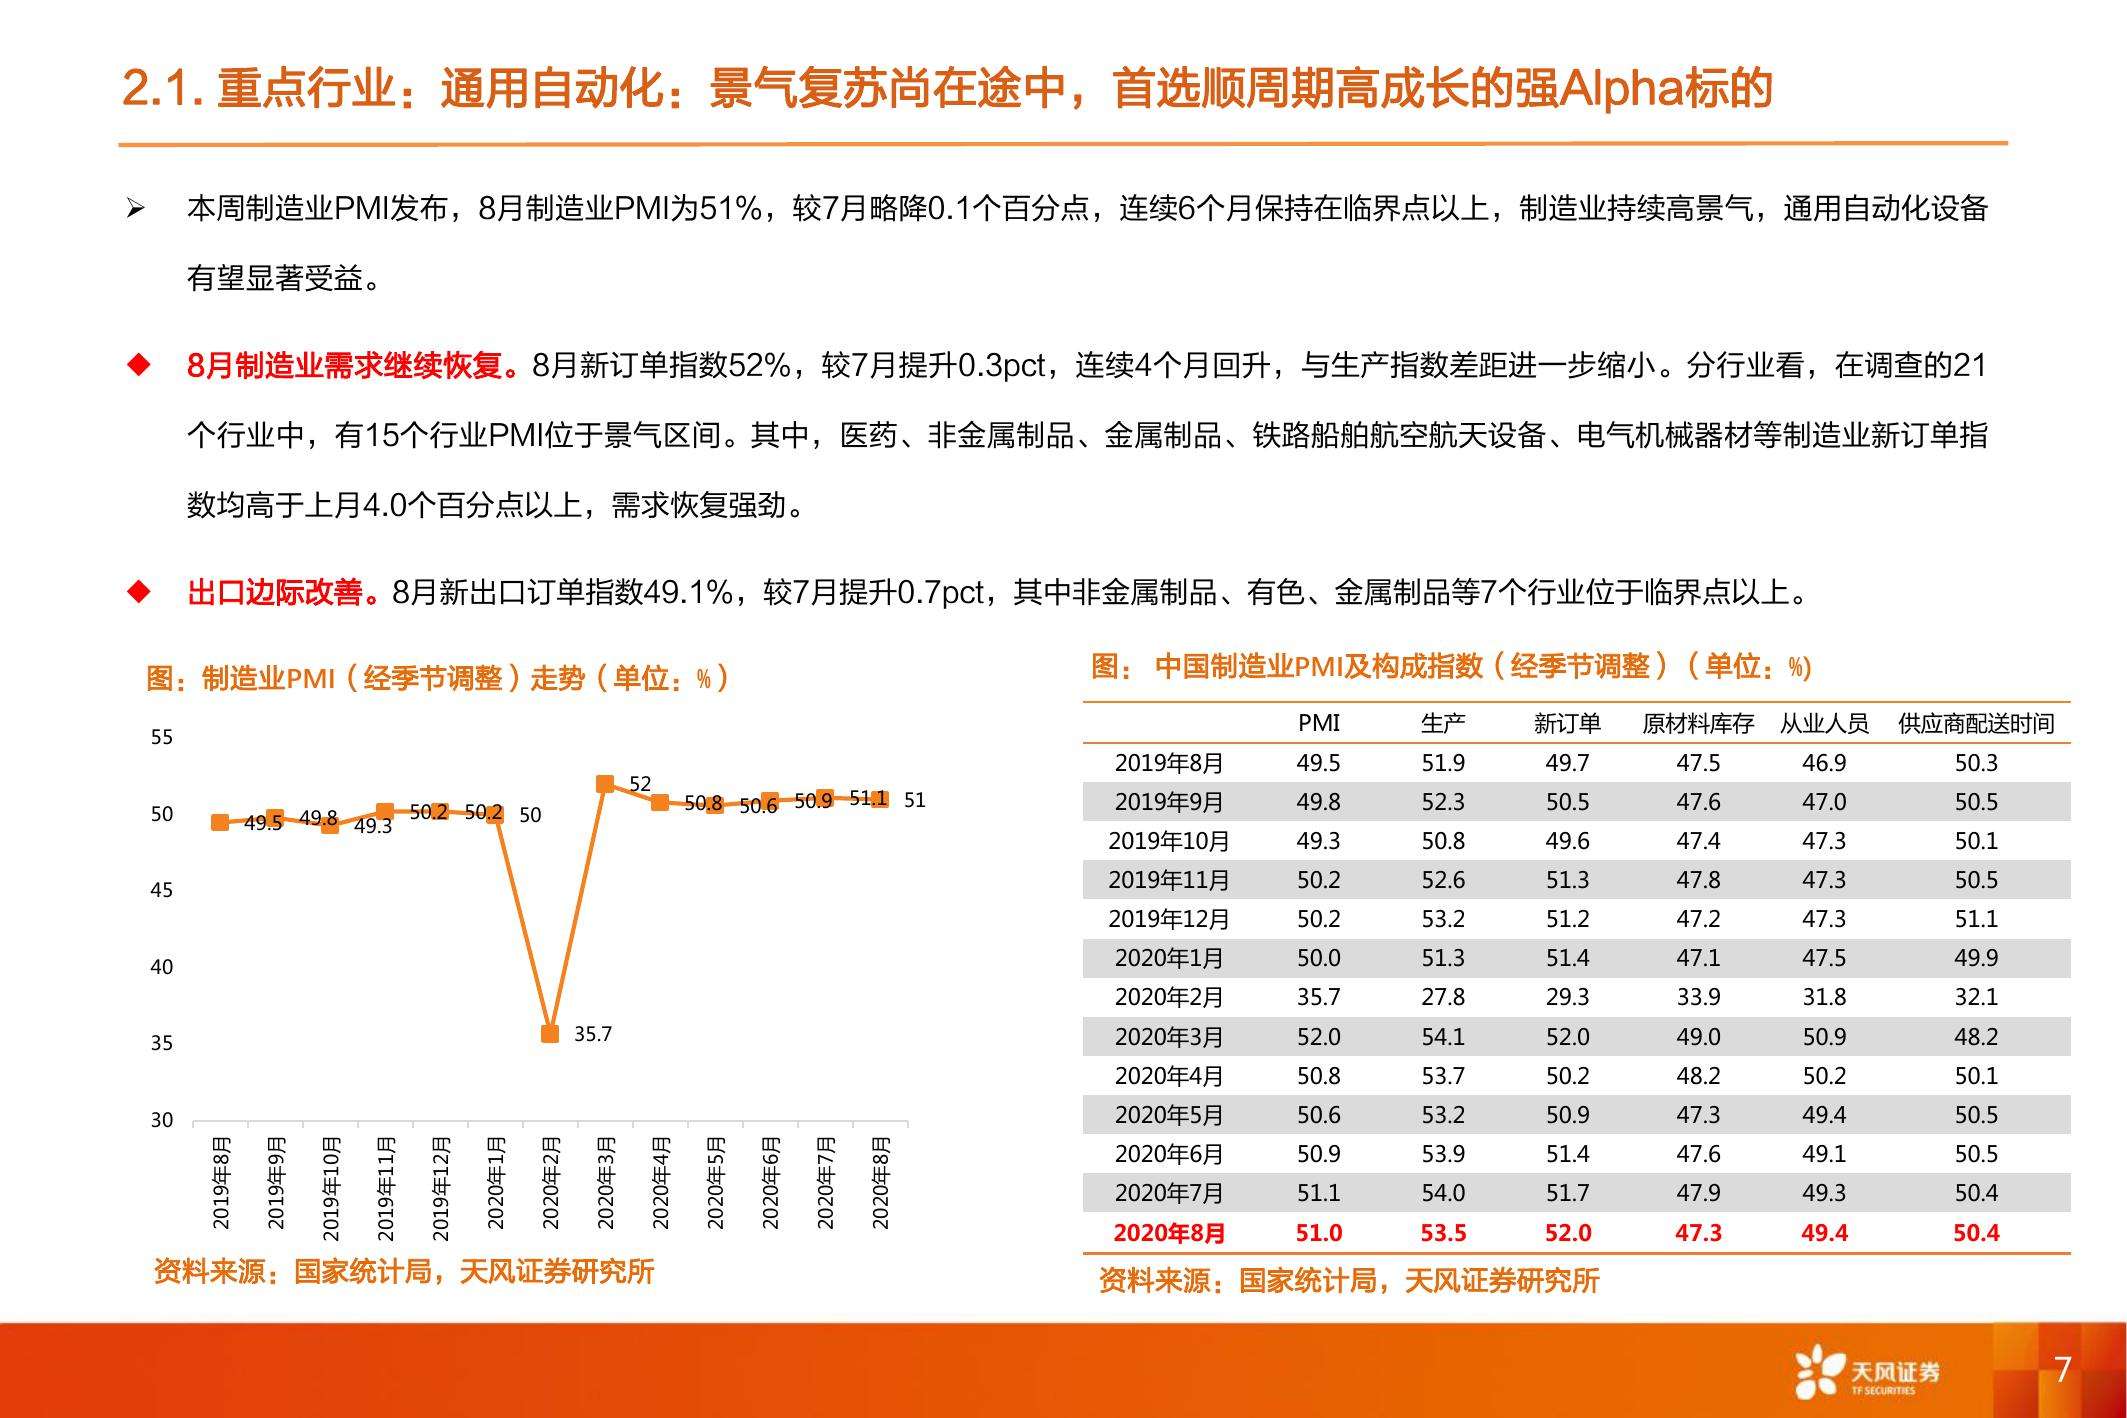 2.1. 重点行业：通用自动化：景气复苏尚在途中，首选顺周期高成长的强Alpha标的
➢ 本周制造业PMI发布，8月制造业PMI为51%，较7月略降0.1个百分点，连续6个月保持在临界点以上，制造业持续高景气，通用自动化设备
有望显著受益。
◆ 8月制造业需求继续恢复。8月新订单指数52%，较7月提升0.3pct，连续4个月回升，与生产指数差距进一步缩小。分行业看，在调查的21
个行业中，有15个行业PMI位于景气区间。其中，医药、非金属制品、金属制品、铁路船舶航空航天设备、电气机械器材等制造业新订单指
数均高于上月4.0个百分点以上，需求恢复强劲。
◆ 出口边际改善。8月新出口订单指数49.1%，较7月提升0.7pct，其中非金属制品、有色、金属制品等7个行业位于临界点以上。
图：制造业PMI（经季节调整）走势（单位：%）
55
50
45
40
35
30
49.5
49.8
49.3
50.2
50.2
50
35.7
52
50.8
50.6
50.9
51.1
51
2019年8月
2019年9月
2019年10月
2019年11月
2019年12月
2020年1月
2020年2月
2020年3月
2020年4月
2020年5月
2020年6月
2020年7月
2020年8月
资料来源：国家统计局，天风证券研究所
图： 中国制造业PMI及构成指数（经季节调整）（单位：%)
PMI 生产 新订单 原材料库存 从业人员 供应商配送时间
2019年8月 49.5 51.9 49.7 47.5 46.9 50.3
2019年9月 49.8 52.3 50.5 47.6 47.0 50.5
2019年10月 49.3 50.8 49.6 47.4 47.3 50.1
2019年11月 50.2 52.6 51.3 47.8 47.3 50.5
2019年12月 50.2 53.2 51.2 47.2 47.3 51.1
2020年1月 50.0 51.3 51.4 47.1 47.5 49.9
2020年2月 35.7 27.8 29.3 33.9 31.8 32.1
2020年3月 52.0 54.1 52.0 49.0 50.9 48.2
2020年4月 50.8 53.7 50.2 48.2 50.2 50.1
2020年5月 50.6 53.2 50.9 47.3 49.4 50.5
2020年6月 50.9 53.9 51.4 47.6 49.1 50.5
2020年7月 51.1 54.0 51.7 47.9 49.3 50.4
2020年8月 51.0 53.5 52.0 47.3 49.4 50.4
资料来源：国家统计局，天风证券研究所
天风证券
TF SECURITIES
7